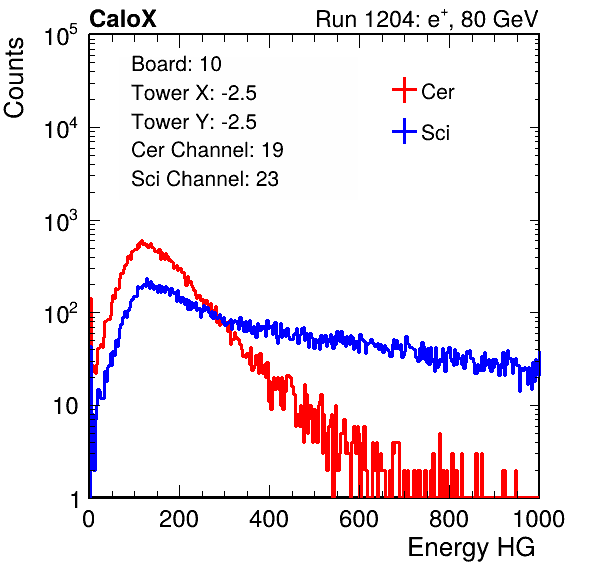 CaloX Run 1204: e⁺, 80 GeV
Counts
Board: 10
Tower X: -2.5
Tower Y: -2.5
Cer Channel: 19
Sci Channel: 23
Cer
Sci
10⁵
10⁴
10³
10²
10
1
0 200 400 600 800 1000
Energy HG